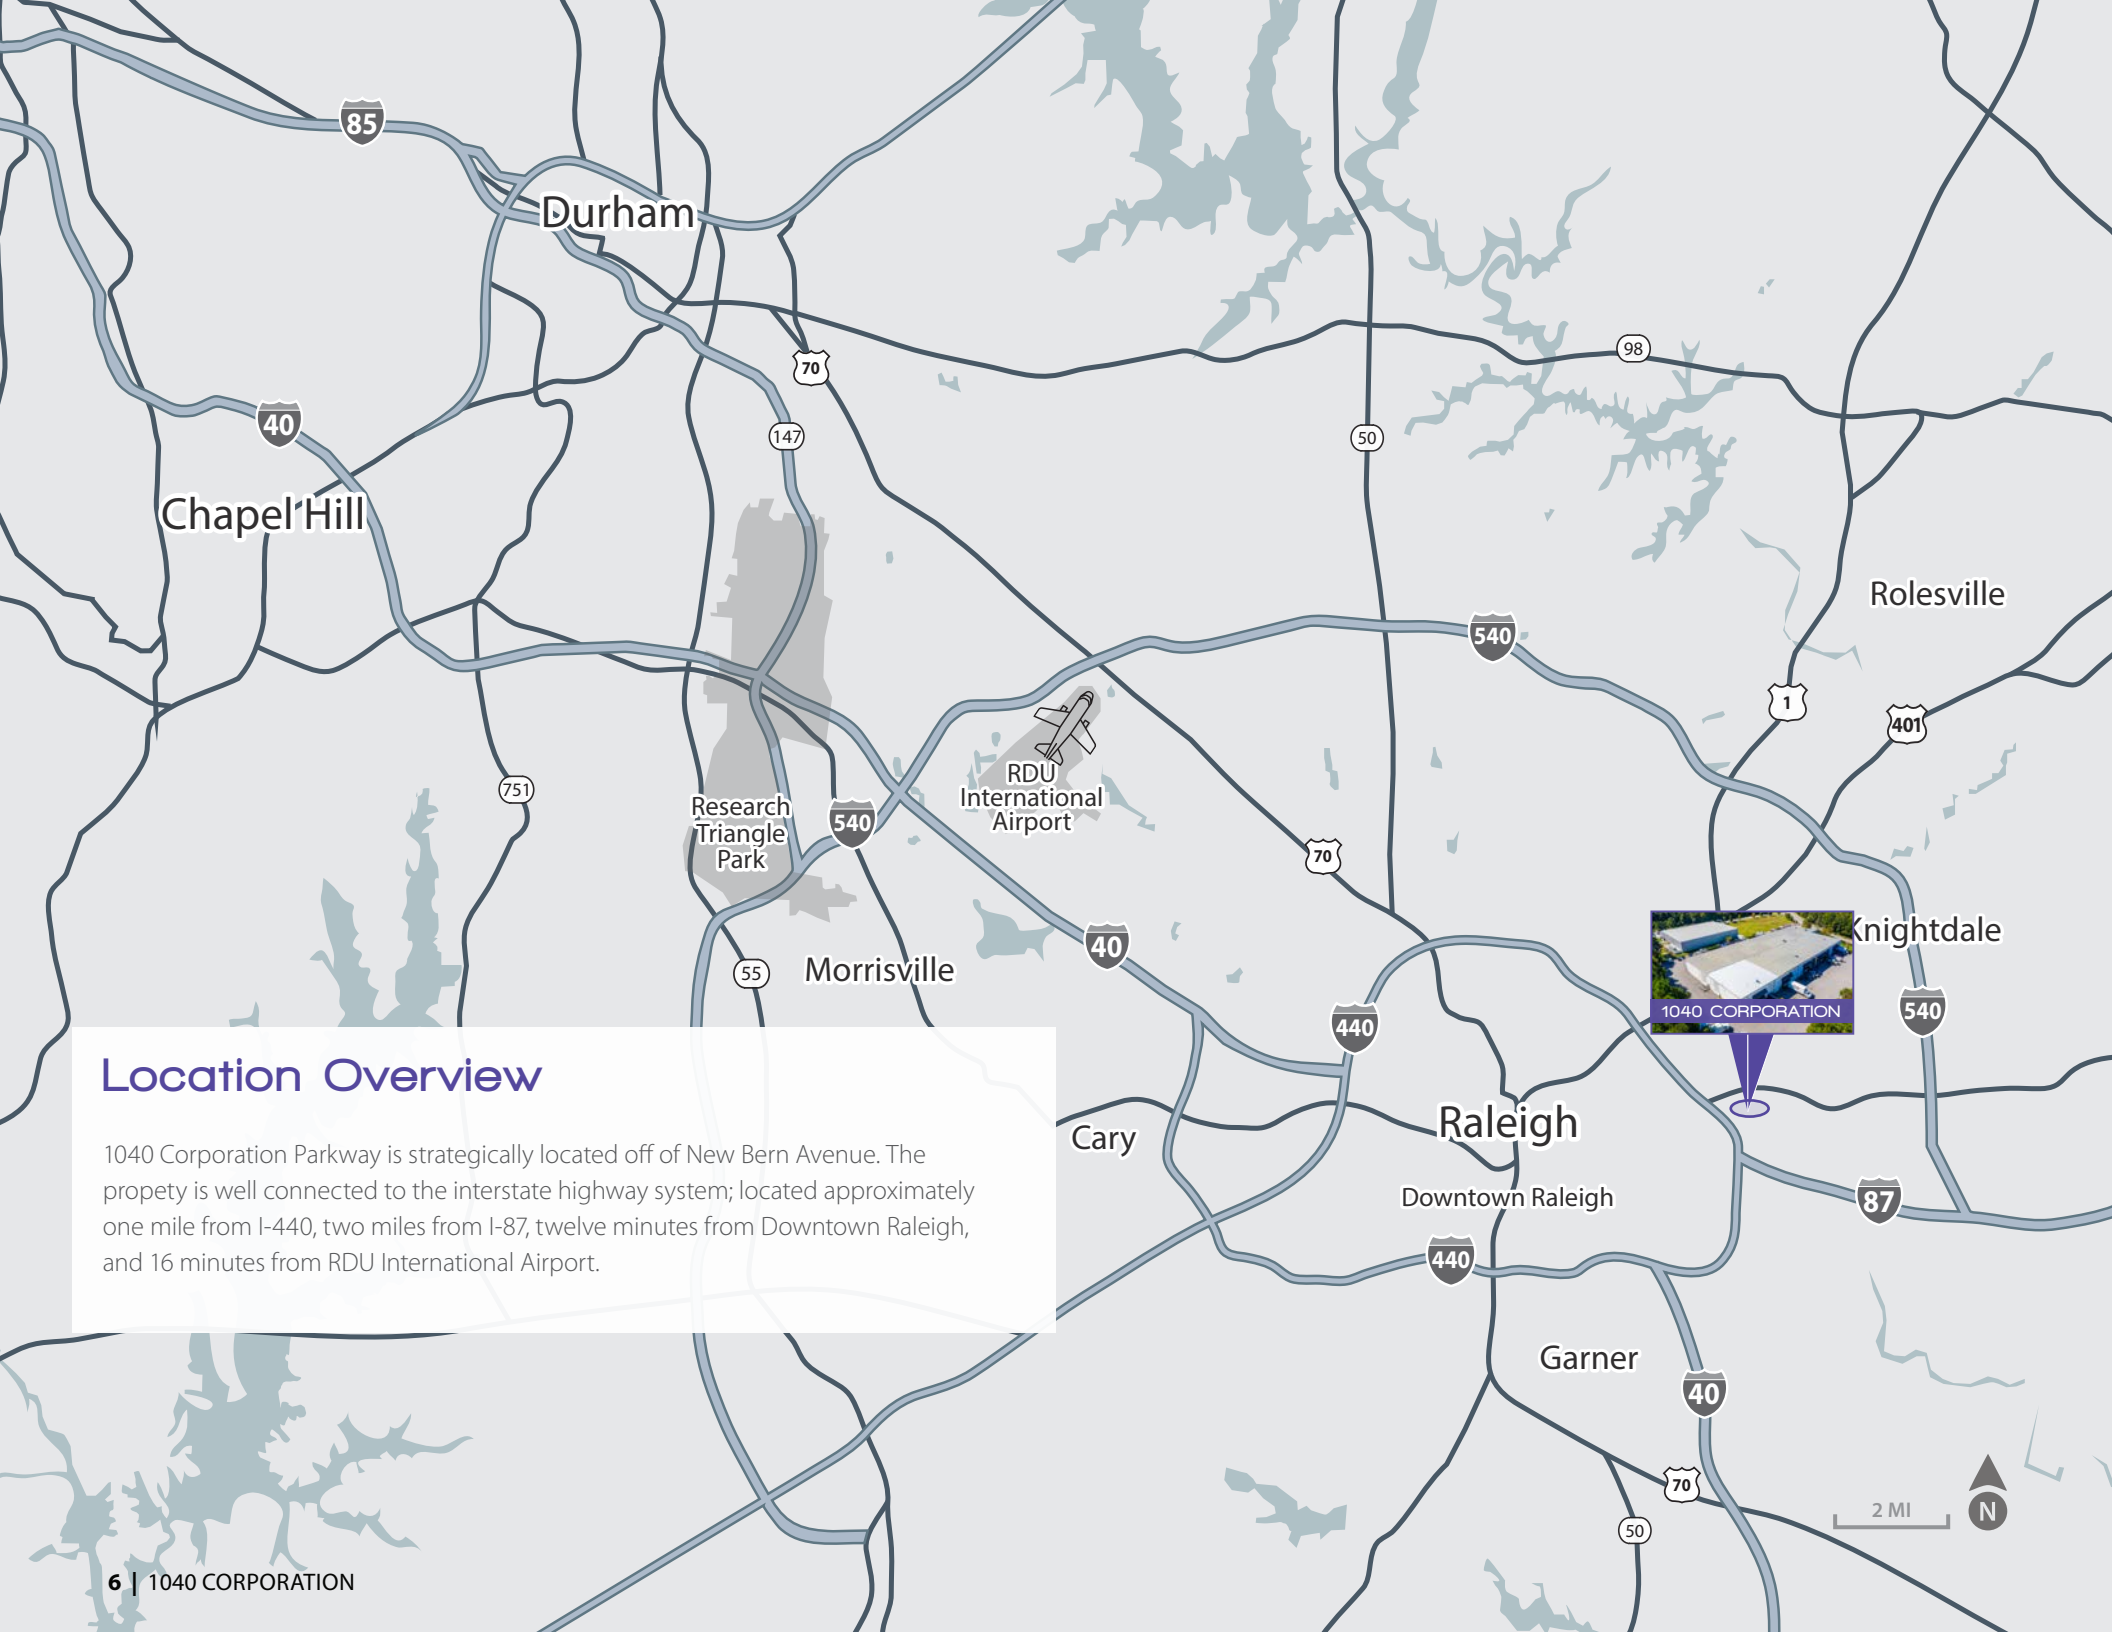 85
Durham
70
98
40
147
50
Chapel Hill
Rolesville
540
1
401
RDU
International
Airport
751
Research
Triangle
Park
540
70
Knightdale
40
55
Morrisville
1040 CORPORATION
540
440
Location Overview
1040 Corporation Parkway is strategically located off of New Bern Avenue. The
propety is well connected to the interstate highway system; located approximately
one mile from I-440, two miles from I-87, twelve minutes from Downtown Raleigh,
and 16 minutes from RDU International Airport.
Raleigh
Cary
Downtown Raleigh
87
440
Garner
40
70
50
2 MI
N
6 | 1040 CORPORATION